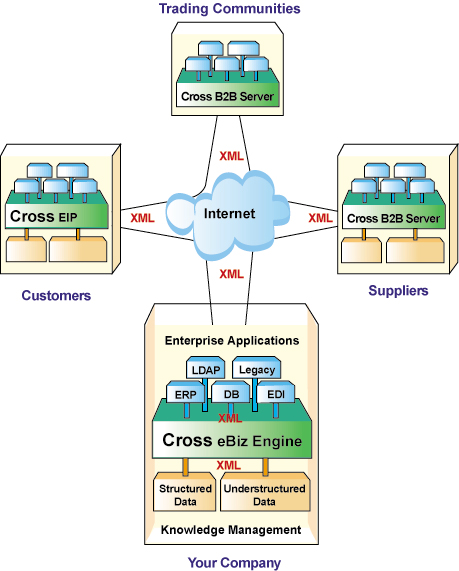 Trading Communities
Cross B2B Server
XML
Cross EIP
XML
Internet
XML
Cross B2B Server
Customers
XML
Suppliers
Enterprise Applications
LDAP
Legacy
ERP
DB
EDI
XML
Cross eBiz Engine
XML
Structured
Data
Understructured
Data
Knowledge Management
Your Company